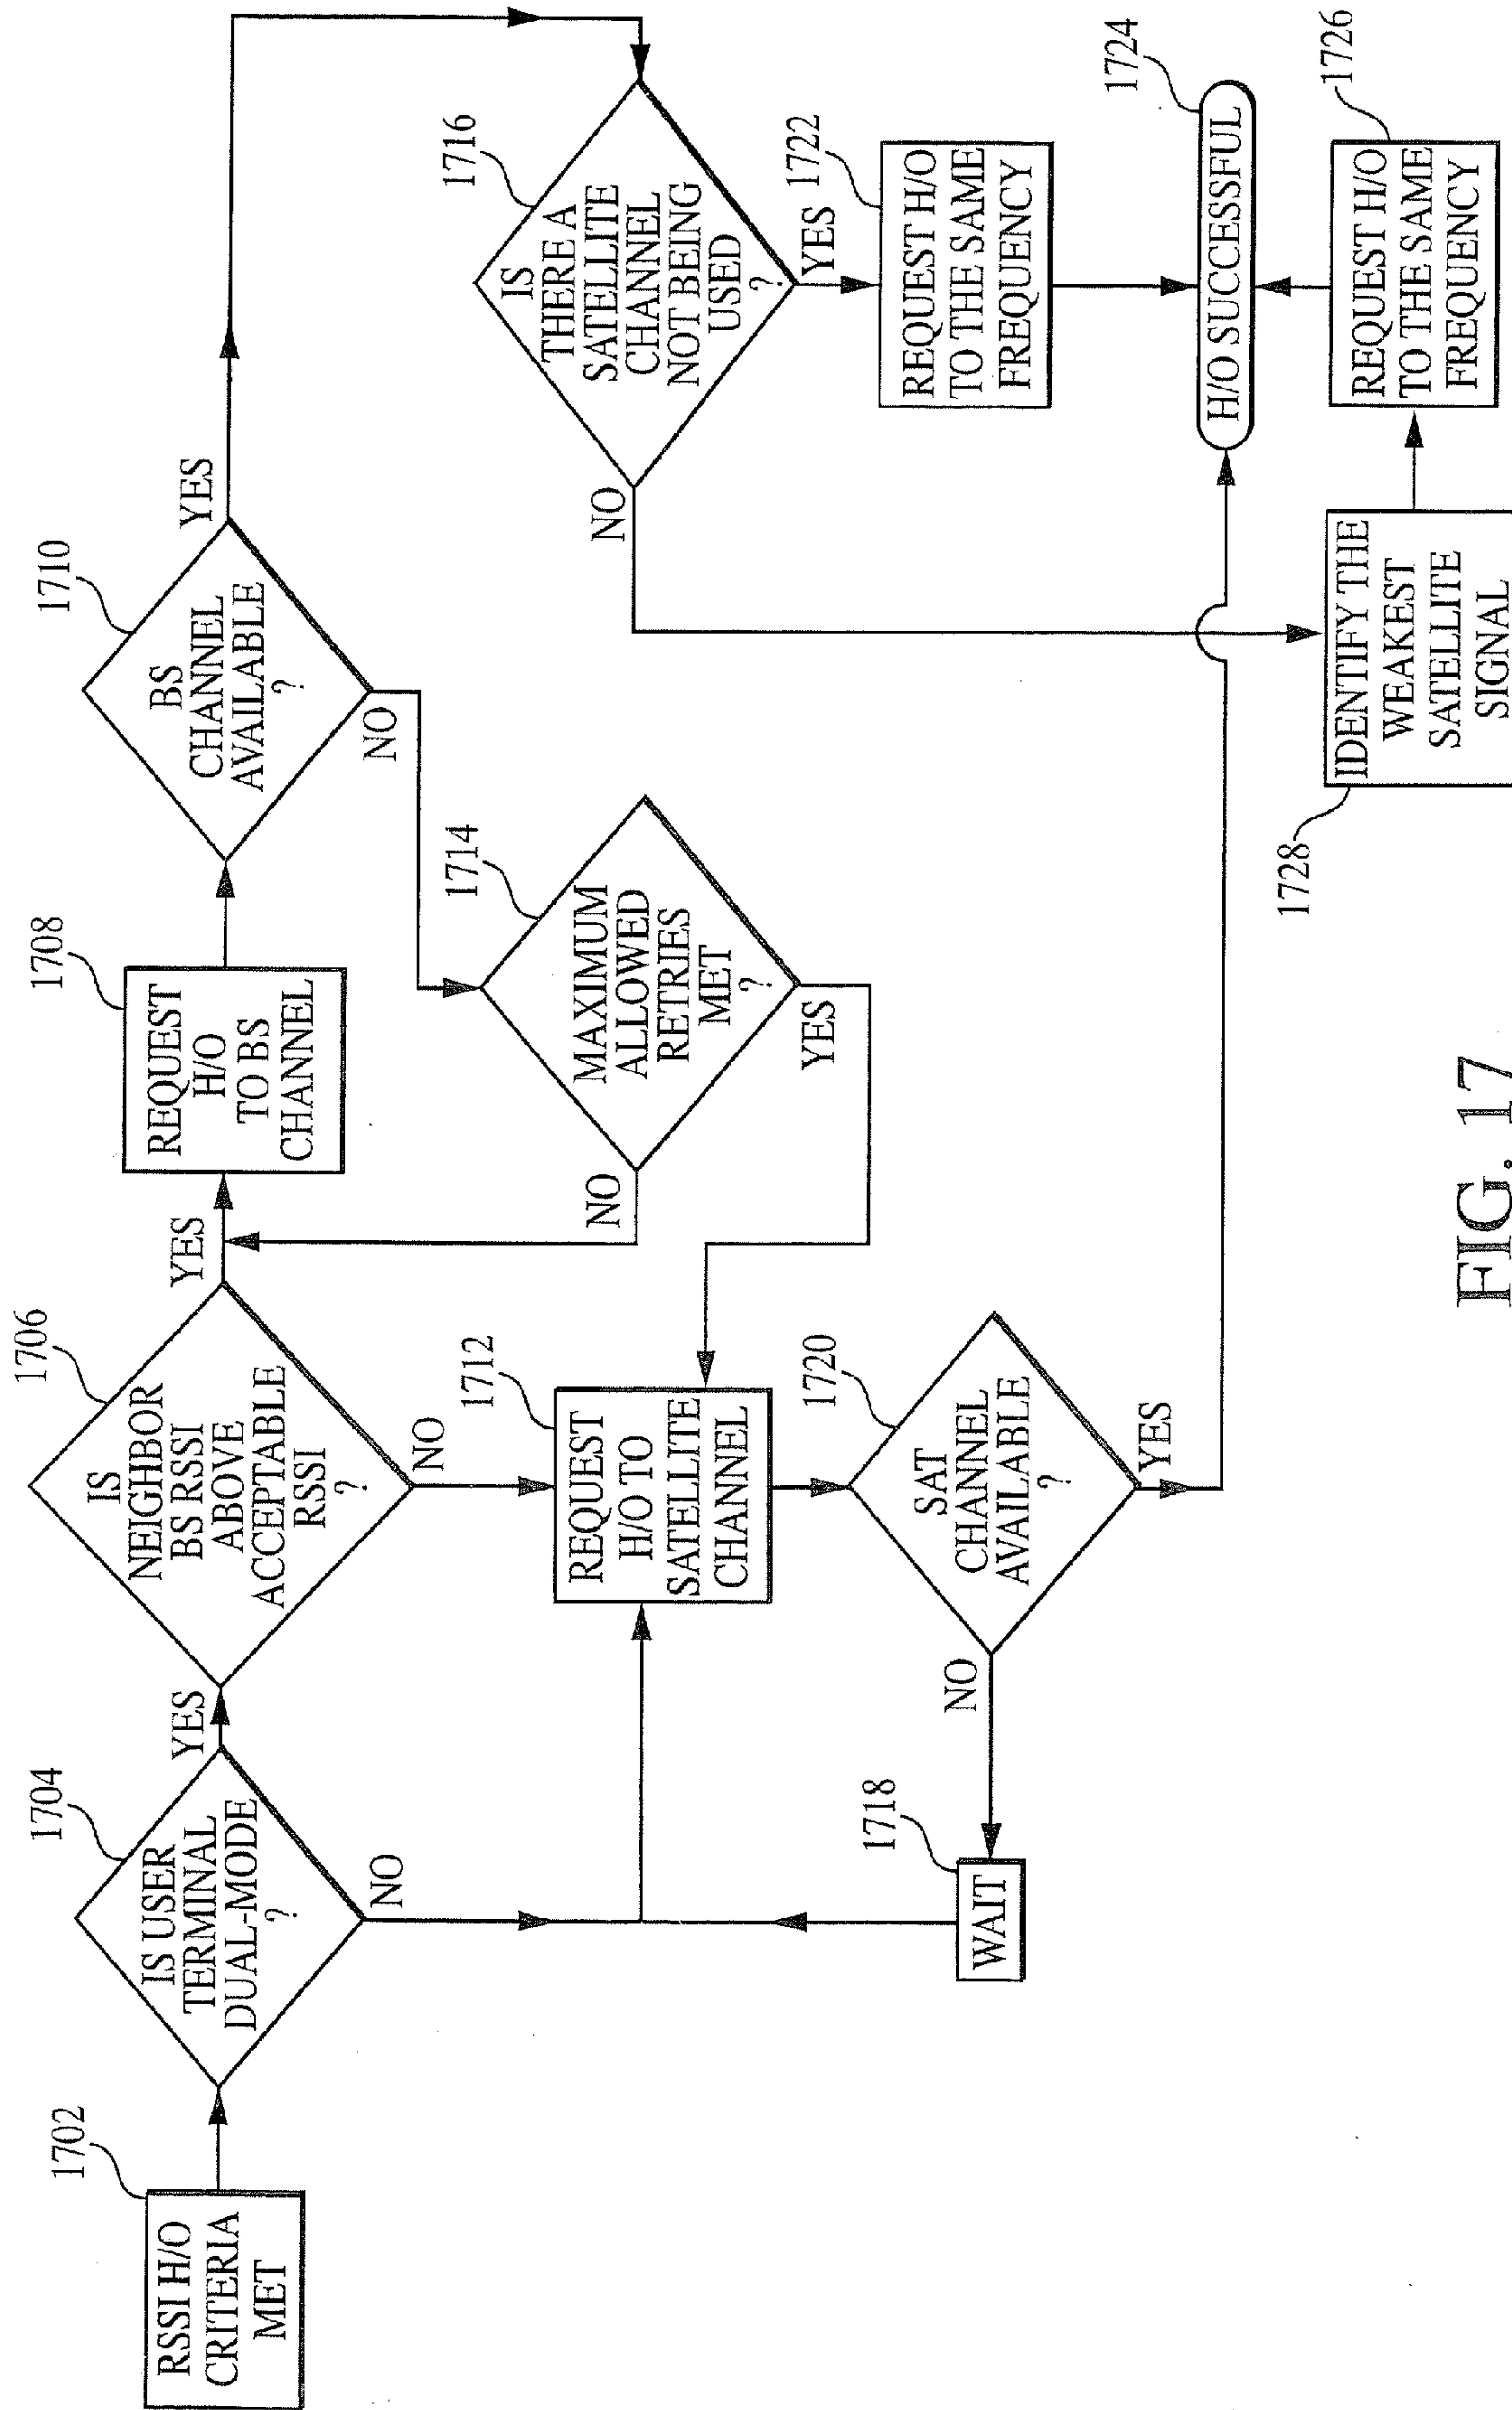 1702
RSSI H/O
CRITERIA
MET
1704
IS USER
TERMINAL
DUAL-MODE
?
YES
NO
1706
IS
NEIGHBOR
BS RSSI
ABOVE
ACCEPTABLE
RSSI
?
YES
NO
1708
REQUEST
H/O
TO BS
CHANNEL
1710
BS
CHANNEL
AVAILABLE
?
YES
NO
1714
MAXIMUM
ALLOWED
RETRIES
MET
?
NO
YES
1716
IS
THERE A
SATELLITE
CHANNEL
NOT BEING
USED
?
NO
YES
1712
REQUEST
H/O TO
SATELLITE
CHANNEL
1720
SAT
CHANNEL
AVAILABLE
?
NO
YES
1718
WAIT
1722
REQUEST H/O
TO THE SAME
FREQUENCY
1724
H/O SUCCESSFUL
1728
IDENTIFY THE
WEAKEST
SATELLITE
SIGNAL
1726
REQUEST H/O
TO THE SAME
FREQUENCY
FIG. 17